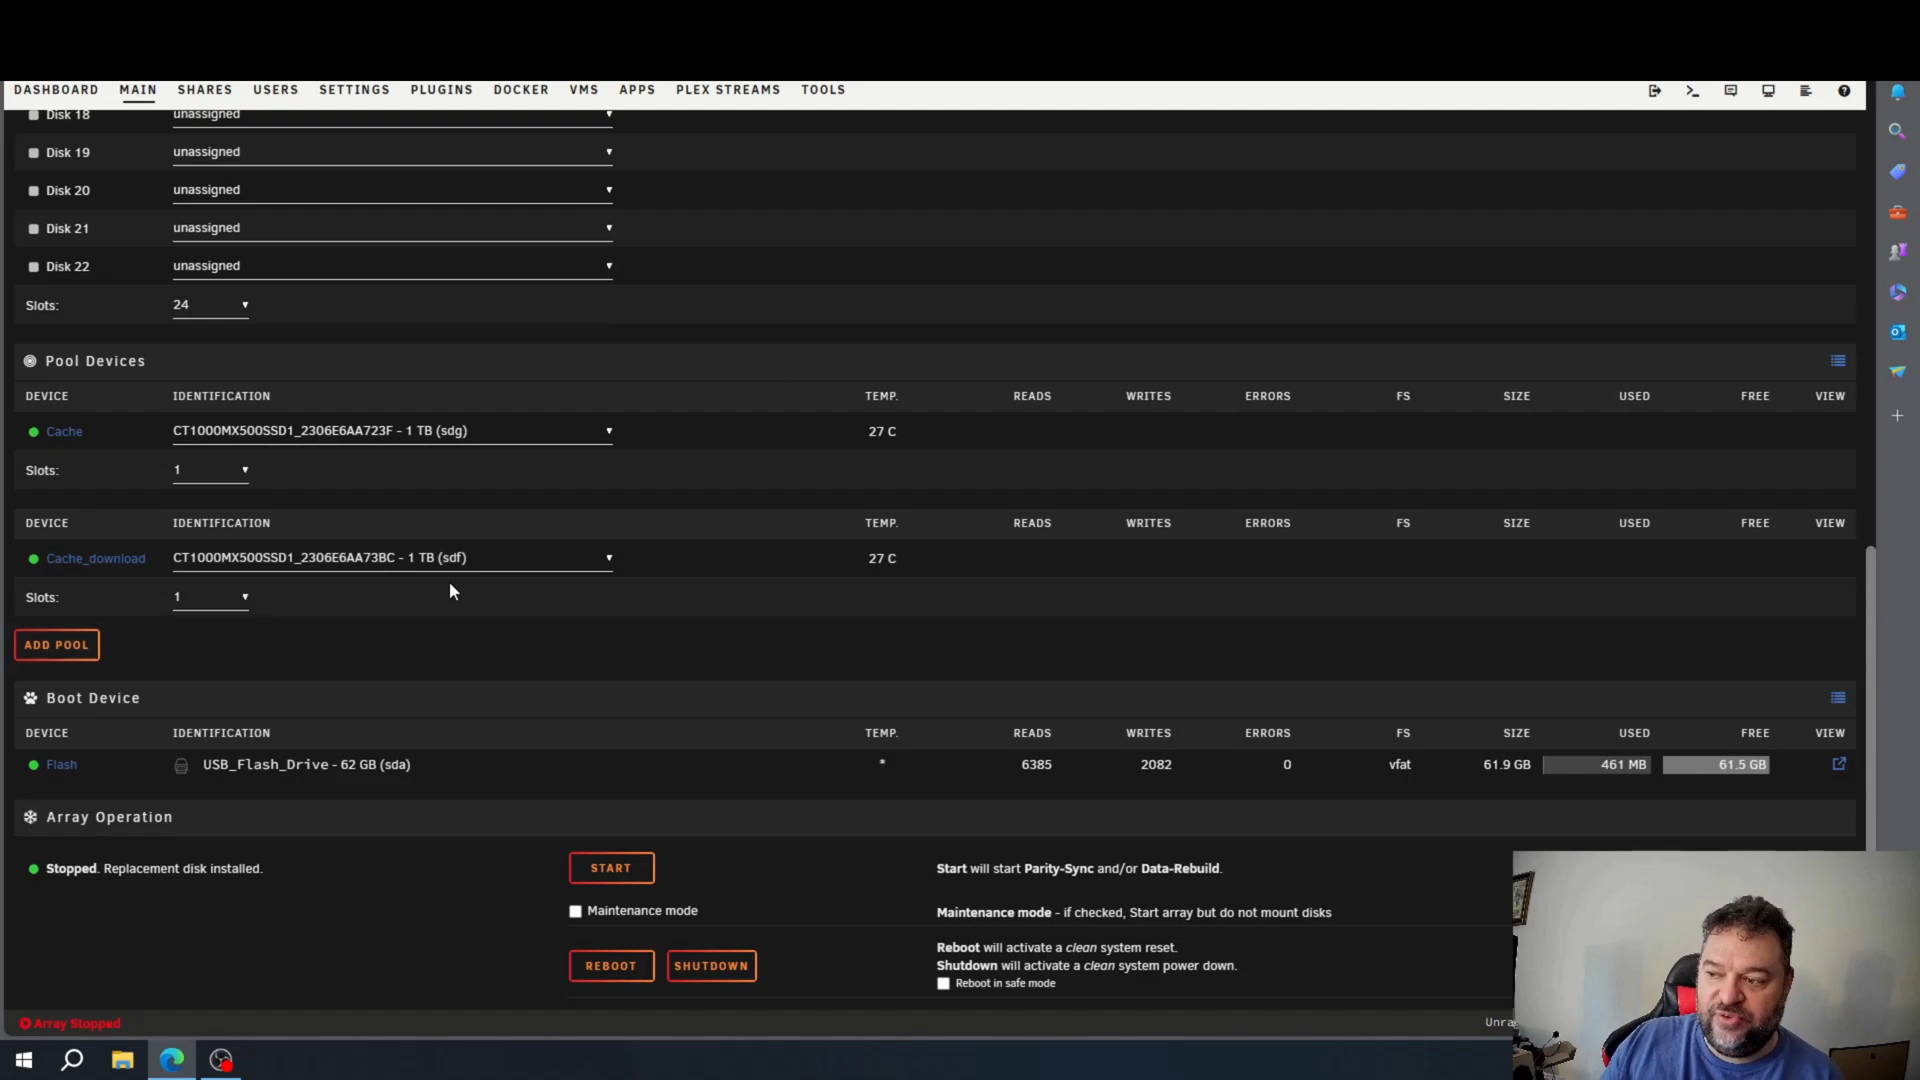 DASHBOARD MAIN SHARES USERS SETTINGS PLUGINS DOCKER VMS APPS PLEX STREAMS TOOLS
Disk 18 unassigned
Disk 19 unassigned
Disk 20 unassigned
Disk 21 unassigned
Disk 22 unassigned
Slots: 24
Pool Devices
DEVICE IDENTIFICATION TEMP. READS WRITES ERRORS FS SIZE USED FREE VIEW
Cache CT1000MX500SSD1_2306E6AA723F - 1 TB (sdg) 27 C
Slots: 1
DEVICE IDENTIFICATION TEMP. READS WRITES ERRORS FS SIZE USED FREE VIEW
Cache_download CT1000MX500SSD1_2306E6AA73BC - 1 TB (sdf) 27 C
Slots: 1
ADD POOL
Boot Device
DEVICE IDENTIFICATION TEMP. READS WRITES ERRORS FS SIZE USED FREE VIEW
Flash USB_Flash_Drive - 62 GB (sda) * 6385 2082 0 vfat 61.9 GB 461 MB 61.5 GB
Array Operation
Stopped. Replacement disk installed. START Start will start Parity-Sync and/or Data-Rebuild.
Maintenance mode Maintenance mode - if checked, Start array but do not mount disks
Reboot will activate a clean system reset.
REBOOT SHUTDOWN Shutdown will activate a clean system power down.
Reboot in safe mode
Array Stopped Unra